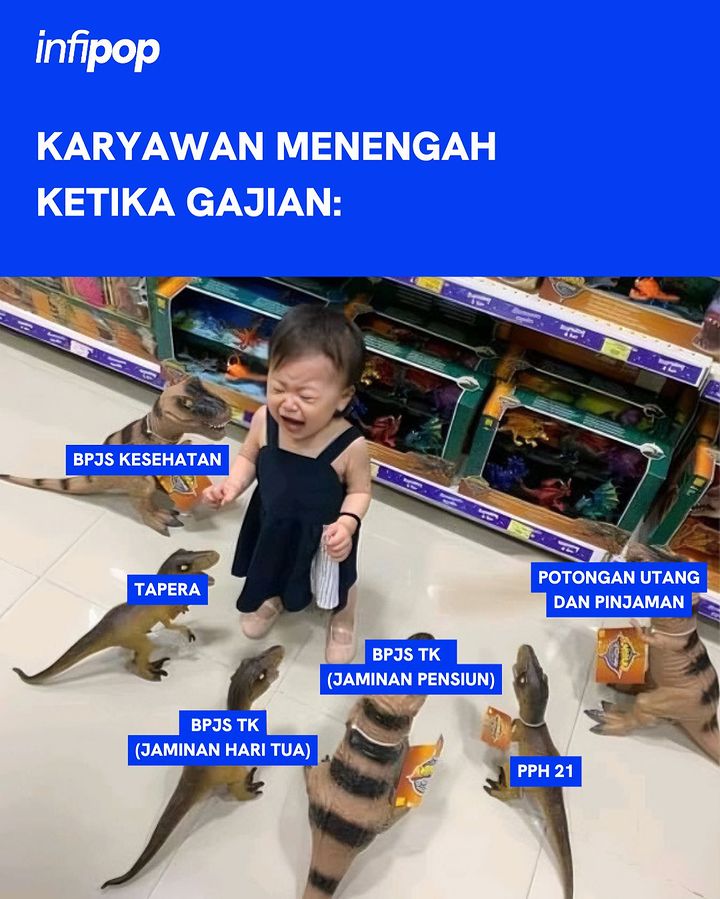 infipop
KARYAWAN MENENGAH
KETIKA GAJIAN:
BPJS KESEHATAN
TAPERA
POTONGAN UTANG
DAN PINJAMAN
BPJS TK
(JAMINAN PENSIUN)
BPJS TK
(JAMINAN HARI TUA)
PPH 21